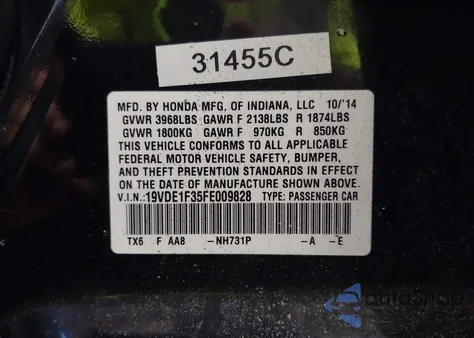 31455C
MFD. BY HONDA MFG. OF INDIANA, LLC 10/'14
GVWR 3968LBS GAWR F 2138LBS R 1874LBS
GVWR 1800KG GAWR F 970KG R 850KG
THIS VEHICLE CONFORMS TO ALL APPLICABLE
FEDERAL MOTOR VEHICLE SAFETY, BUMPER,
AND THEFT PREVENTION STANDARDS IN EFFECT
ON THE DATE OF MANUFACTURE SHOWN ABOVE.
V.I.N.:19VDE1F35FE009828 TYPE: PASSENGER CAR
TX6 F AA8 -NH731P -A -E
autosnap